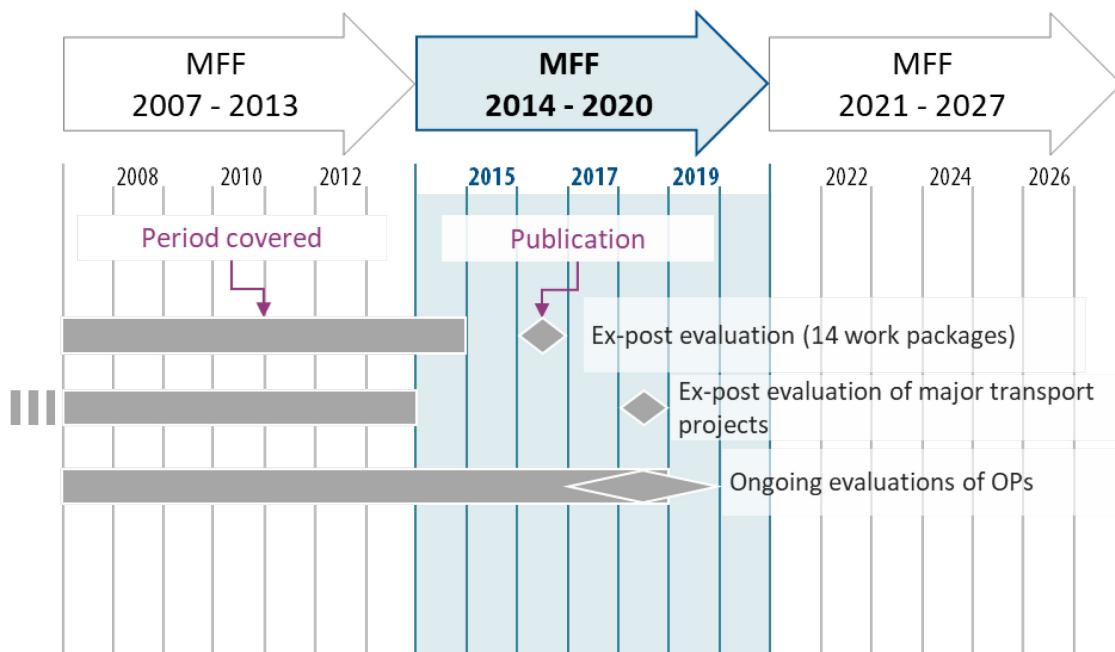 MFF
2007 - 2013
MFF
2014 - 2020
MFF
2021 - 2027
2008
2010
2012
2015
2017
2019
2022
2024
2026
Period covered
Publication
Ex-post evaluation (14 work packages)
Ex-post evaluation of major transport
projects
Ongoing evaluations of OPs